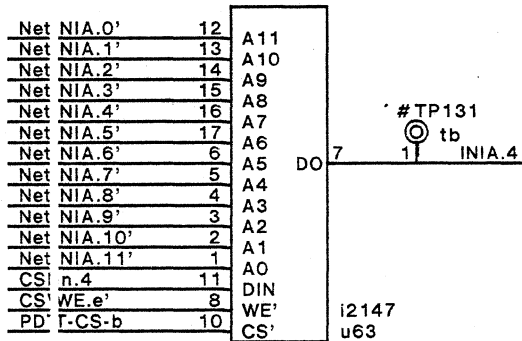 Net NIA.0' 12 A11
Net NIA.1' 13 A10
Net NIA.2' 14 A9
Net NIA.3' 15 A8
Net NIA.4' 16 A7
Net NIA.5' 17 A6
Net NIA.6' 6 A5
Net NIA.7' 5 A4
Net NIA.8' 4 A3
Net NIA.9' 3 A2
Net NIA.10' 2 A1
Net NIA.11' 1 A0
n.4 11 DIN
WE.e' 8 WE'
T-CS-b 10 CS'
DO 7 1 INIA.4
#TP131
tb
i2147
u63